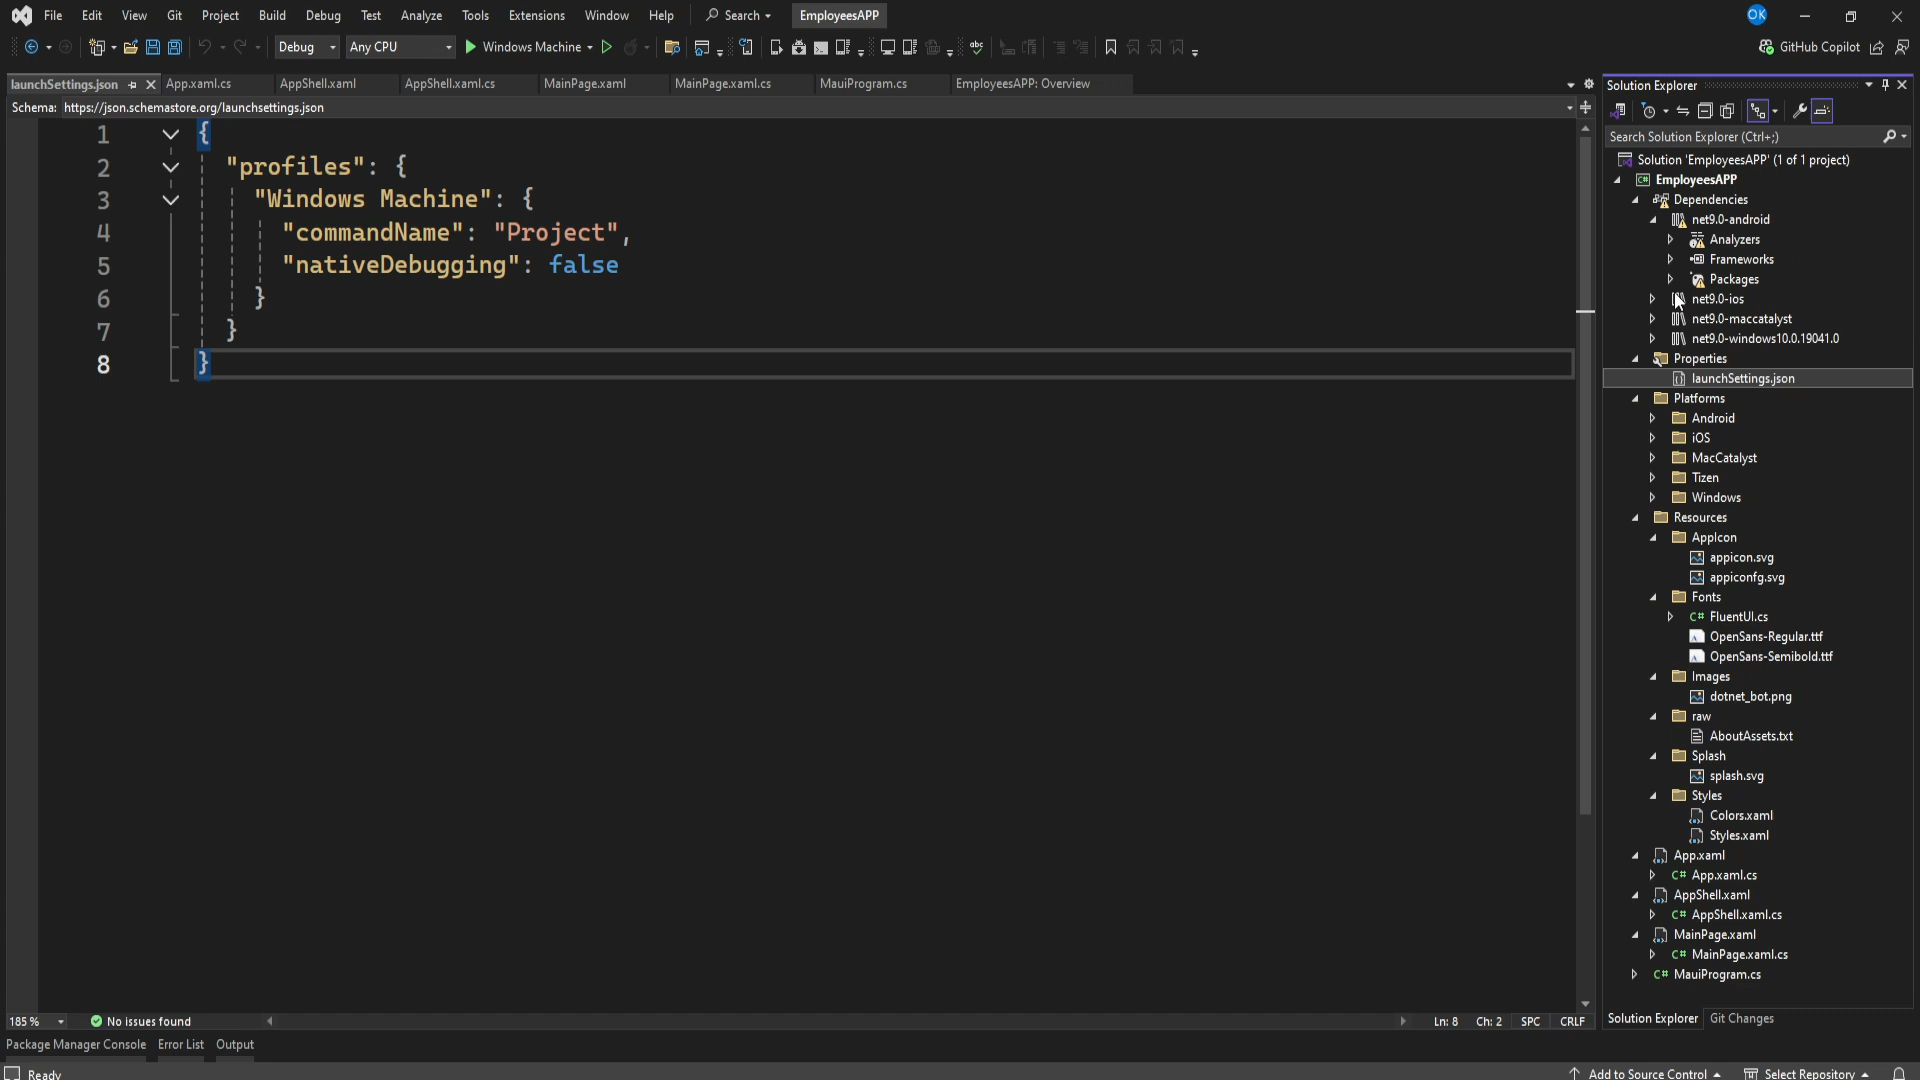 File Edit View Git Project Build Debug Test Analyze Tools Extensions Window Help Search EmployeesAPP OK
Debug Any CPU Windows Machine abc GitHub Copilot
launchSettings.json App.xaml.cs AppShell.xaml AppShell.xaml.cs MainPage.xaml MainPage.xaml.cs MauiProgram.cs EmployeesAPP: Overview
Schema: https://json.schemastore.org/launchsettings.json
1 {
2 "profiles": {
3 "Windows Machine": {
4 "commandName": "Project",
5 "nativeDebugging": false
6 }
7 }
8 }
185 % No issues found Ln: 8 Ch: 2 SPC CRLF
Package Manager Console Error List Output
Ready Add to Source Control Select Repository
Solution Explorer
Search Solution Explorer (Ctrl+;)
Solution 'EmployeesAPP' (1 of 1 project)
C# EmployeesAPP
Dependencies
net9.0-android
Analyzers
Frameworks
Packages
net9.0-ios
net9.0-maccatalyst
net9.0-windows10.0.19041.0
Properties
launchSettings.json
Platforms
Android
iOS
MacCatalyst
Tizen
Windows
Resources
AppIcon
appicon.svg
appiconfg.svg
Fonts
C# FluentUI.cs
OpenSans-Regular.ttf
OpenSans-Semibold.ttf
Images
dotnet_bot.png
raw
AboutAssets.txt
Splash
splash.svg
Styles
Colors.xaml
Styles.xaml
App.xaml
C# App.xaml.cs
AppShell.xaml
C# AppShell.xaml.cs
MainPage.xaml
C# MainPage.xaml.cs
C# MauiProgram.cs
Solution Explorer Git Changes